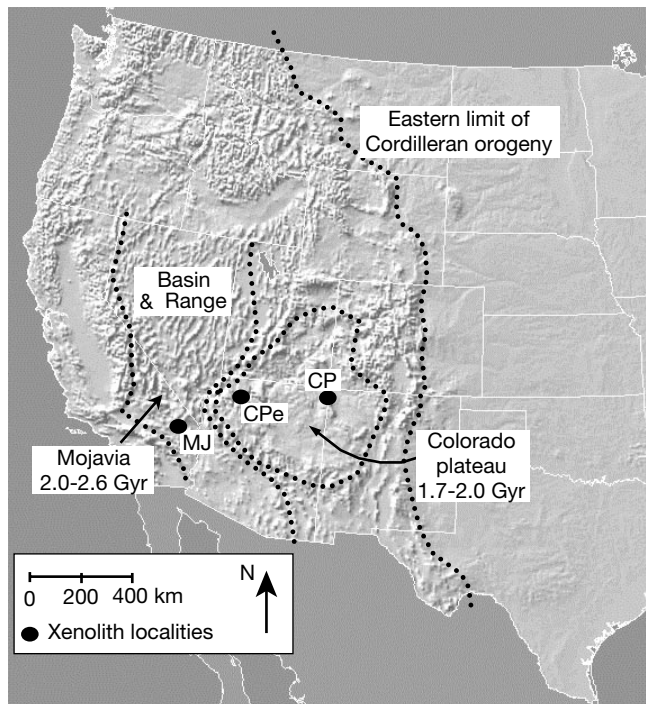 Eastern limit of
Cordilleran orogeny
Basin
& Range
CP
CPe
MJ
Mojavia
2.0-2.6 Gyr
Colorado
plateau
1.7-2.0 Gyr
N
0 200 400 km
Xenolith localities